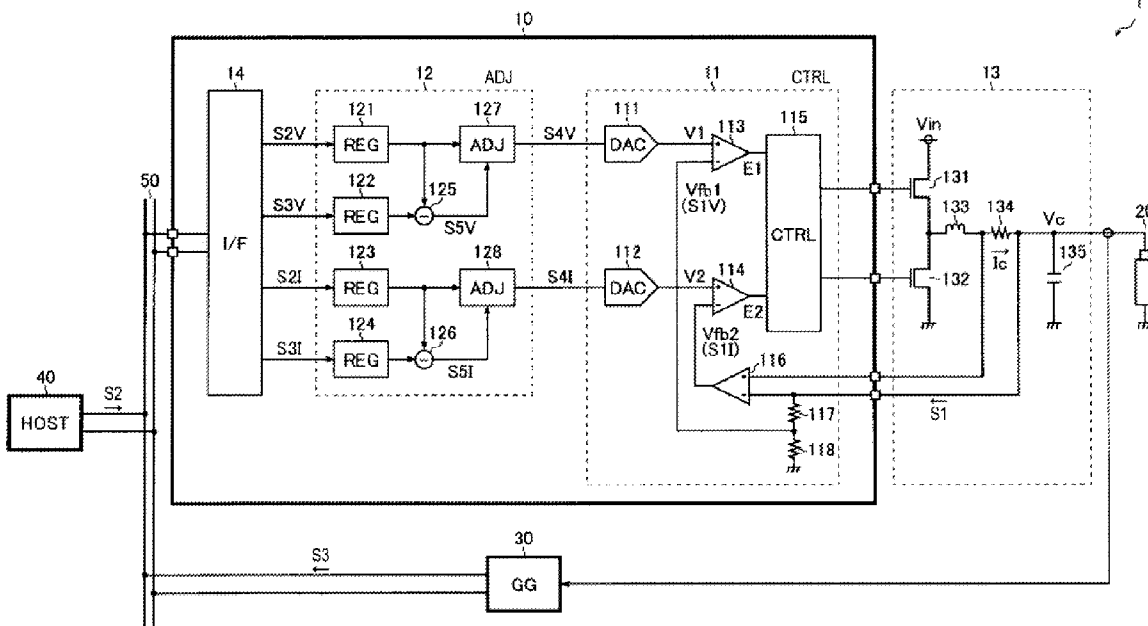 1
10
14
12
ADJ
11
CTRL
13
121
127
111
113
115
S2V
REG
ADJ
S4V
DAC
V1
E1
Vin
131
50
122
125
S3V
REG
S5V
Vfb1
(S1V)
133
134
Vc
I/F
CTRL
Ic
135
123
128
112
114
132
S2I
REG
ADJ
S4I
DAC
V2
E2
124
126
S3I
REG
S5I
Vfb2
(S1I)
116
40
S2
HOST
117
S1
118
30
S3
GG